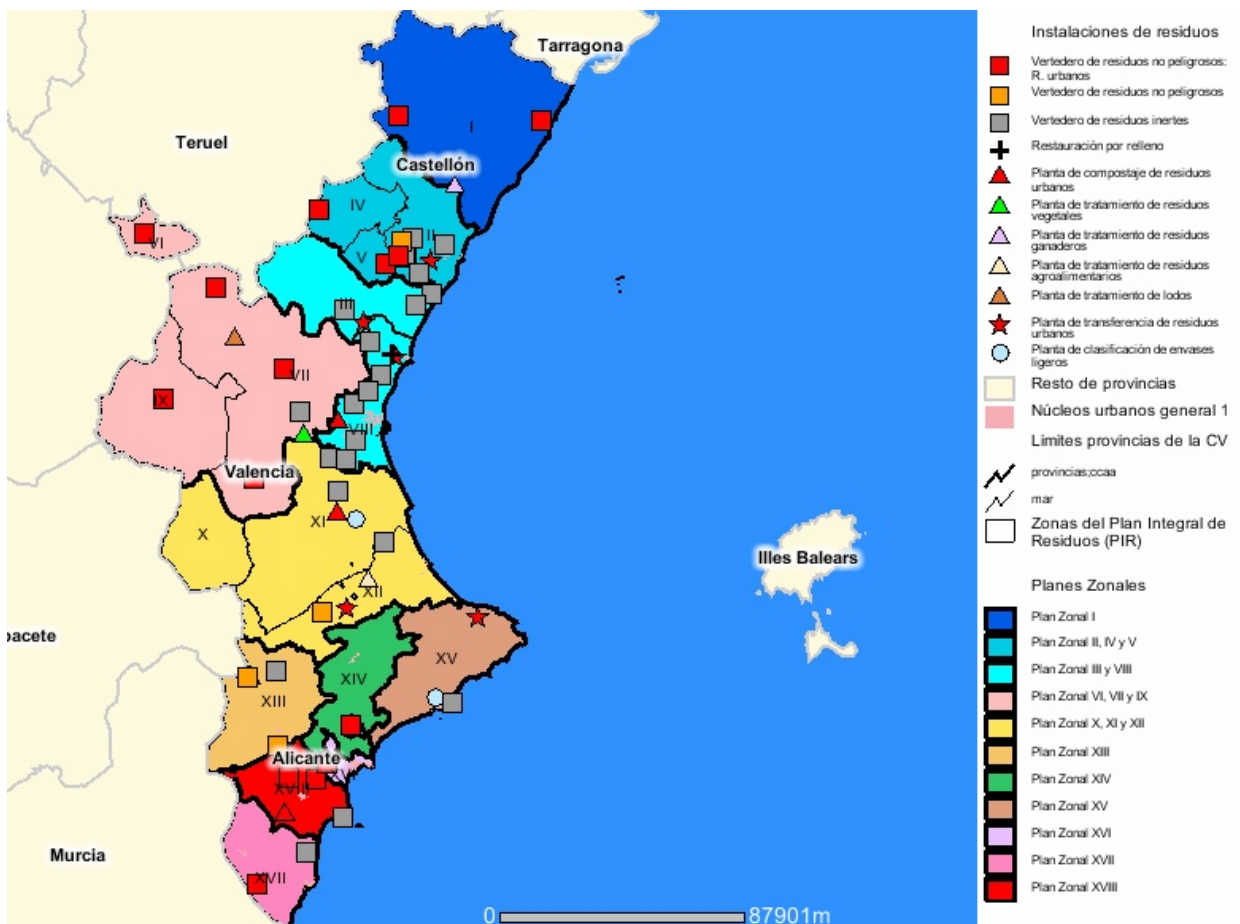 Tarragona
Teruel
I
Castellón
IV
II
V
VI
III
VII
IX
VIII
Valencia
XI
X
XII
Illes Balears
pacete
XV
XIV
XIII
Alicante
Murcia
XVII
0
87901m
Instalaciones de residuos
Vertedero de residuos no peligrosos:
R. urbanos
Vertedero de residuos no peligrosos
Vertedero de residuos inertes
Restauración por relleno
Planta de compostaje de residuos
urbanos
Planta de tratamiento de residuos
vegetales
Planta de tratamiento de residuos
ganaderos
Planta de tratamiento de residuos
agroalimentarios
Planta de tratamiento de lodos
Planta de transferencia de residuos
urbanos
Planta de clasificación de envases
ligeros
Resto de provincias
Núcleos urbanos general 1
Limites provincias de la CV
provincias;ccaa
mar
Zonas del Plan Integral de
Residuos (PIR)
Planes Zonales
Plan Zonal I
Plan Zonal II, IV y V
Plan Zonal III y VIII
Plan Zonal VI, VII y IX
Plan Zonal X, XI y XII
Plan Zonal XIII
Plan Zonal XIV
Plan Zonal XV
Plan Zonal XVI
Plan Zonal XVII
Plan Zonal XVIII